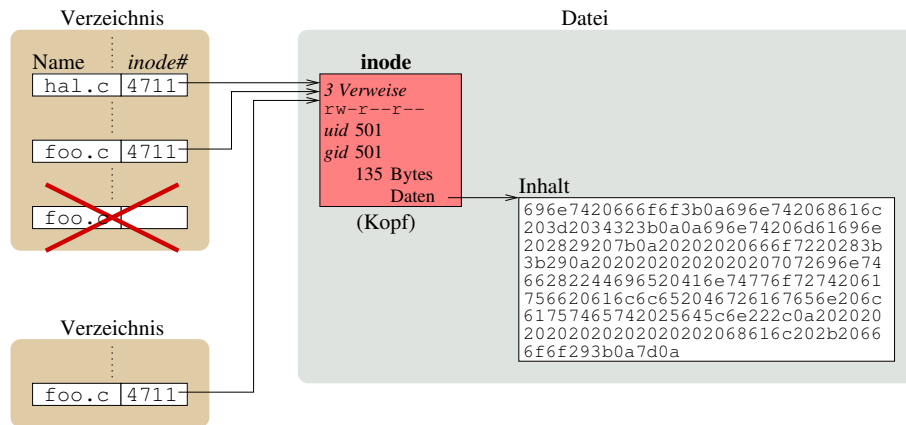 Verzeichnis
Name inode#
hal.c 4711
foo.c 4711
foo.c
Verzeichnis
foo.c 4711
Datei
inode
3 Verweise
rw-r--r--
uid 501
gid 501
135 Bytes
Daten
(Kopf)
Inhalt
696e7420666f6f3b0a696e742068616c
203d2034323b0a0a696e74206d61696e
202829207b0a20202020666f7220283b
3b290a20202020202020207072696e74
66282244696520416e74776f72742061
756620616c6c652046726167656e206c
61757465742025645c6e222c0a202020
2020202020202020202068616c202b2066
6f6f293b0a7d0a